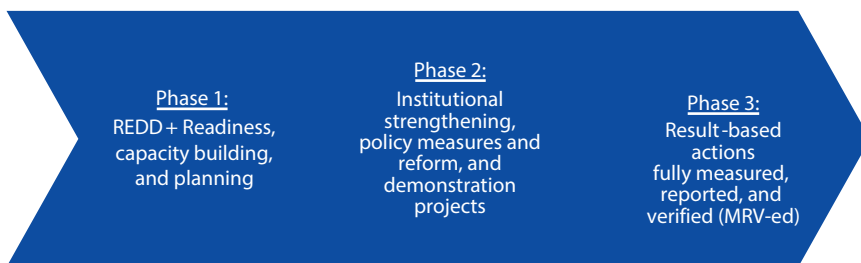 Phase 1:
REDD + Readiness,
capacity building,
and planning
Phase 2:
Institutional
strengthening,
policy measures and
reform, and
demonstration
projects
Phase 3:
Result-based
actions
fully measured,
reported, and
verified (MRV-ed)